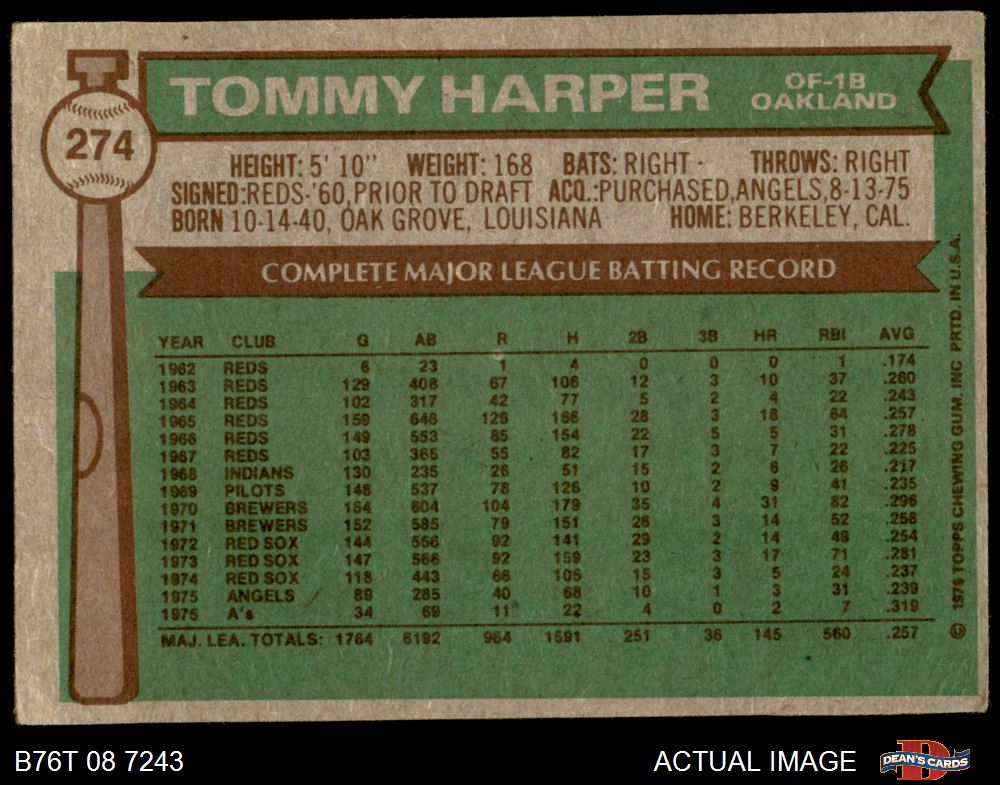 274
TOMMY HARPER
OF-1B
OAKLAND
HEIGHT: 5' 10" WEIGHT: 168 BATS: RIGHT · THROWS: RIGHT
SIGNED:REDS-'60,PRIOR TO DRAFT ACQ.:PURCHASED,ANGELS,8-13-75
BORN 10-14-40, OAK GROVE, LOUISIANA HOME: BERKELEY, CAL.
COMPLETE MAJOR LEAGUE BATTING RECORD
YEAR CLUB G AB R H 2B 3B HR RBI AVG
1962 REDS 6 23 1 4 0 0 0 1 .174
1963 REDS 129 408 67 106 12 3 10 37 .260
1964 REDS 102 317 42 77 5 2 4 22 .243
1965 REDS 159 646 126 166 28 3 18 64 .257
1966 REDS 149 553 85 154 22 5 5 31 .278
1967 REDS 103 365 55 82 17 3 7 22 .225
1968 INDIANS 130 235 26 51 15 2 6 26 .217
1969 PILOTS 148 537 78 126 10 2 9 41 .235
1970 BREWERS 154 604 104 179 35 4 31 82 .296
1971 BREWERS 152 585 79 151 26 3 14 52 .258
1972 RED SOX 144 556 92 141 29 2 14 49 .254
1973 RED SOX 147 566 92 159 23 3 17 71 .281
1974 RED SOX 118 443 66 105 15 3 5 24 .237
1975 ANGELS 89 285 40 68 10 1 3 31 .239
1975 A's 34 69 11 22 4 0 2 7 .319
MAJ. LEA. TOTALS: 1764 6192 964 1591 251 36 145 560 .257
© 1976 TOPPS CHEWING GUM, INC PRTD. IN U.S.A.
B76T 08 7243
ACTUAL IMAGE
D
DEAN'S CARDS